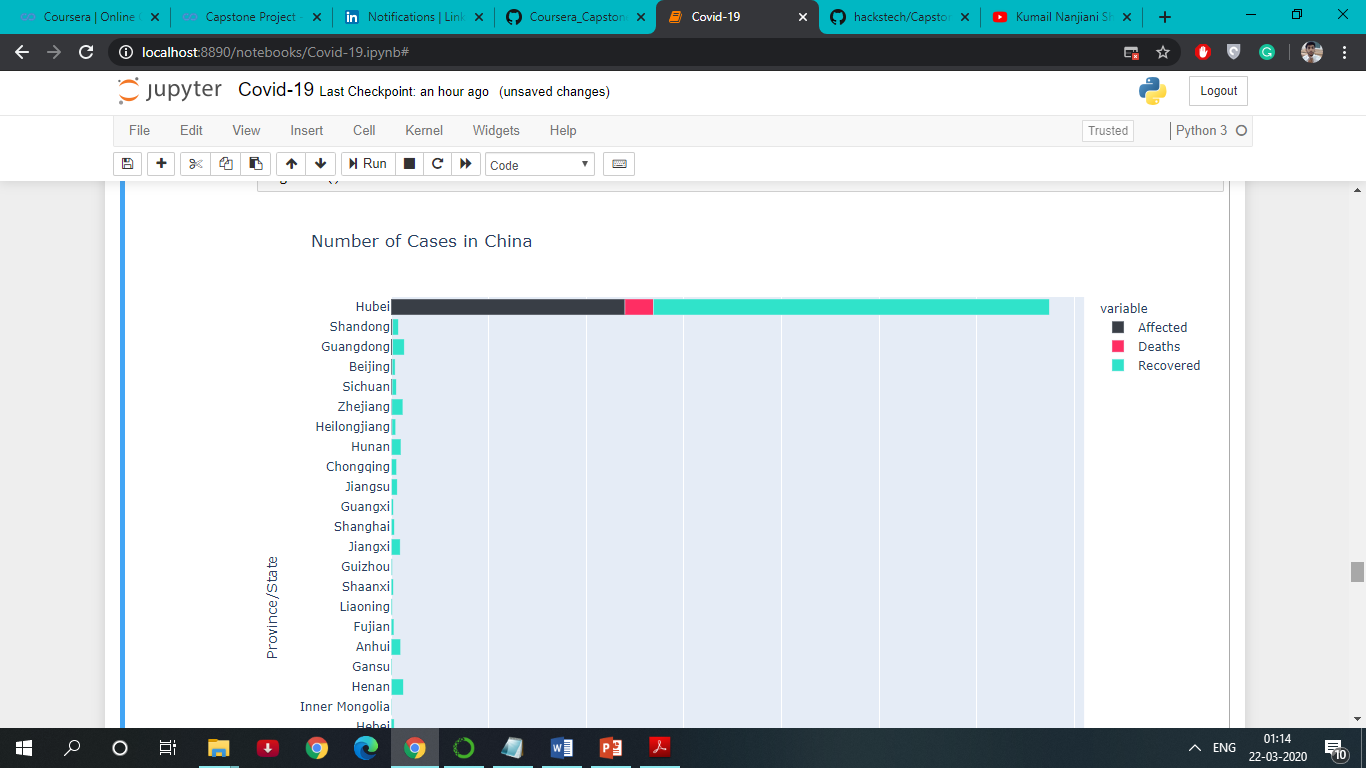 Coursera | Online
Capstone Project
Notifications | Link
Coursera_Capston
Covid-19
hackstech/Capsto
Kumail Nanjiani Sh
localhost:8890/notebooks/Covid-19.ipynb#
jupyter Covid-19 Last Checkpoint: an hour ago (unsaved changes)
Logout
File Edit View Insert Cell Kernel Widgets Help
Trusted
Python 3
Run
Code
Number of Cases in China
Province/State
Hubei
Shandong
Guangdong
Beijing
Sichuan
Zhejiang
Heilongjiang
Hunan
Chongqing
Jiangsu
Guangxi
Shanghai
Jiangxi
Guizhou
Shaanxi
Liaoning
Fujian
Anhui
Gansu
Henan
Inner Mongolia
Hebei
variable
Affected
Deaths
Recovered
ENG
01:14
22-03-2020
10